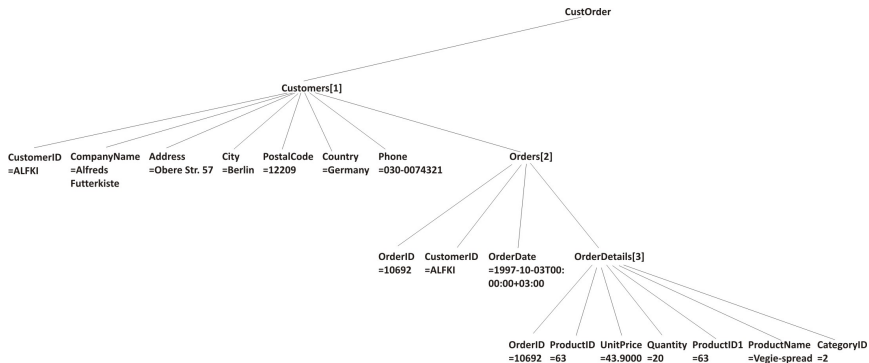 CustOrder
Customers[1]
CustomerID
=ALFKI
CompanyName
=Alfreds
Futterkiste
Address
=Obere Str. 57
City
=Berlin
PostalCode
=12209
Country
=Germany
Phone
=030-0074321
Orders[2]
OrderID
=10692
CustomerID
=ALFKI
OrderDate
=1997-10-03T00:
00:00+03:00
OrderDetails[3]
OrderID
=10692
ProductID
=63
UnitPrice
=43.9000
Quantity
=20
ProductID1
=63
ProductName
=Vegie-spread
CategoryID
=2